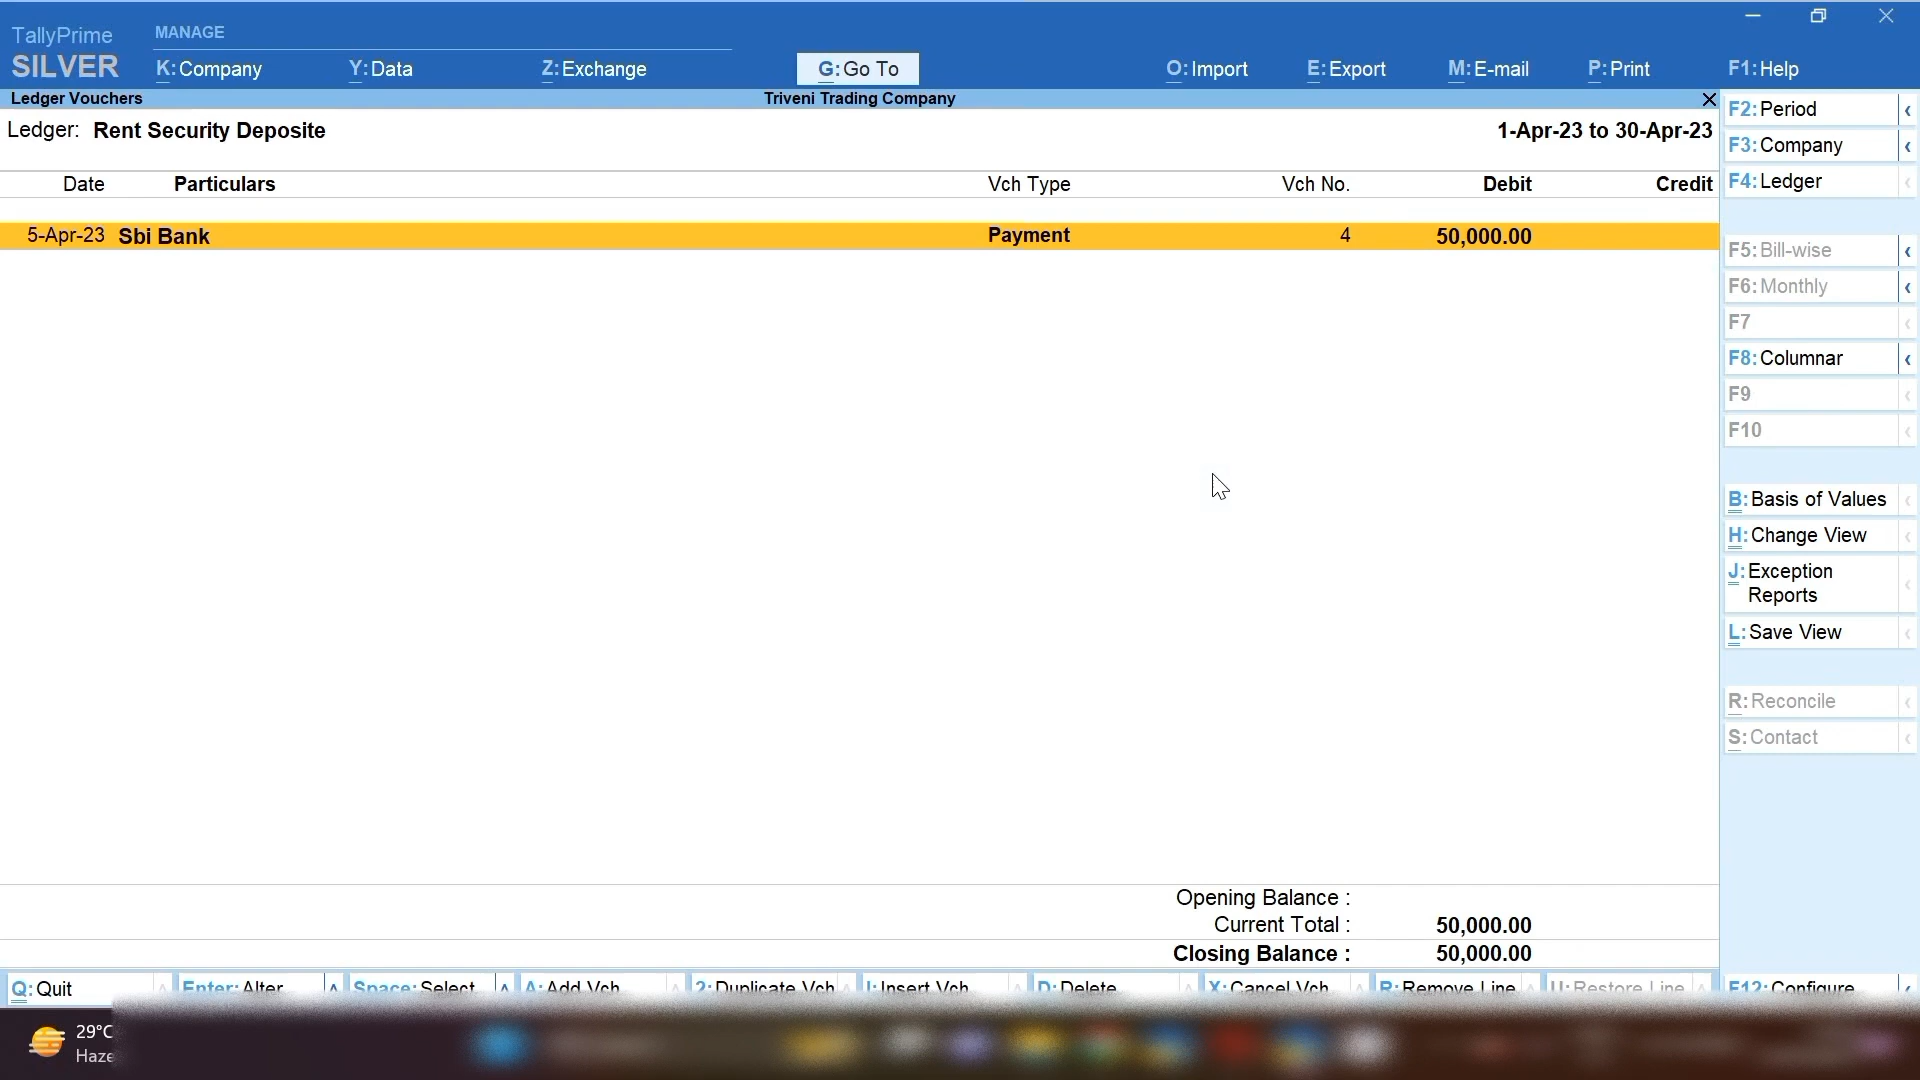 TallyPrime
SILVER
MANAGE
K: Company Y: Data Z: Exchange G: Go To O: Import E: Export M: E-mail P: Print F1: Help
Ledger Vouchers Triveni Trading Company
Ledger: Rent Security Deposite 1-Apr-23 to 30-Apr-23
Date Particulars Vch Type Vch No. Debit Credit
5-Apr-23 Sbi Bank Payment 4 50,000.00
Opening Balance :
Current Total : 50,000.00
Closing Balance : 50,000.00
F2: Period
F3: Company
F4: Ledger
F5: Bill-wise
F6: Monthly
F7
F8: Columnar
F9
F10
B: Basis of Values
H: Change View
J: Exception
Reports
L: Save View
R: Reconcile
S: Contact
Q: Quit Enter: Alter Space: Select A: Add Vch 2: Duplicate Vch I: Insert Vch D: Delete X: Cancel Vch R: Remove Line U: Restore Line F12: Configure
29°C
Haze